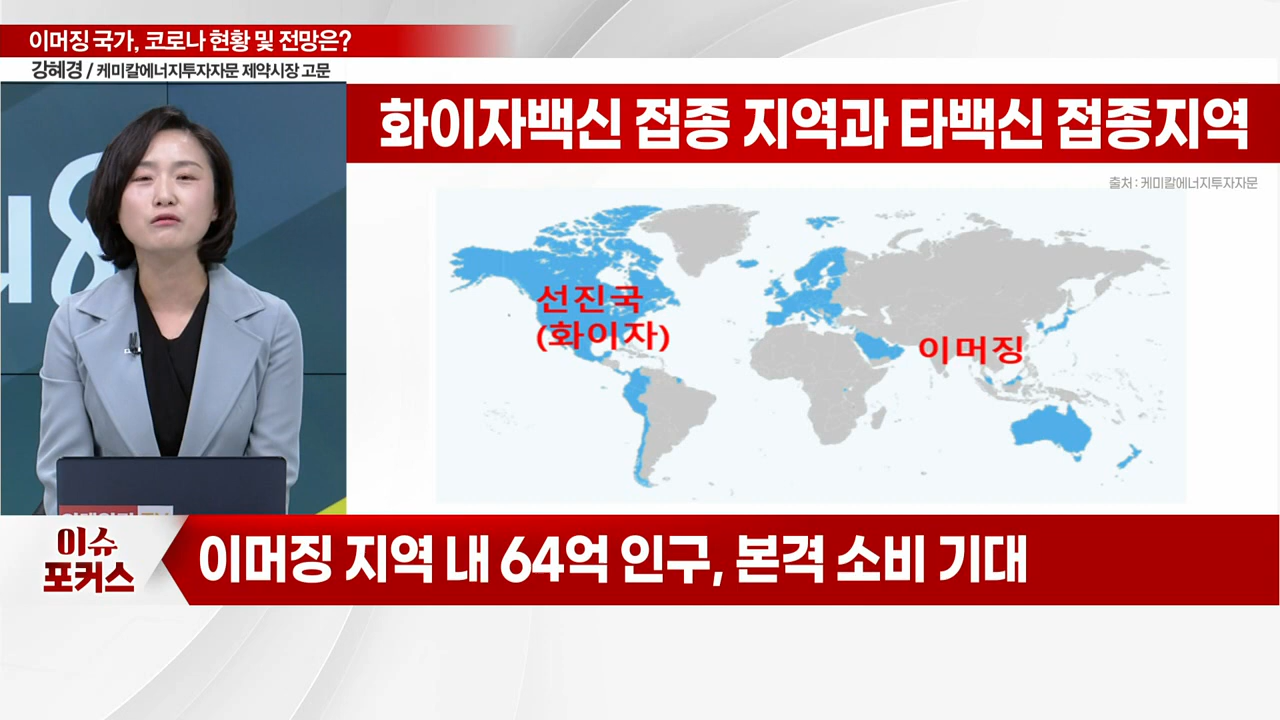 이머징 국가, 코로나 현황 및 전망은?
강혜경 / 케미칼에너지투자자문 제약시장 고문
화이자백신 접종 지역과 타백신 접종지역
출처 : 케미칼에너지투자자문
선진국
(화이자)
이머징
이슈
포커스
이머징 지역 내 64억 인구, 본격 소비 기대